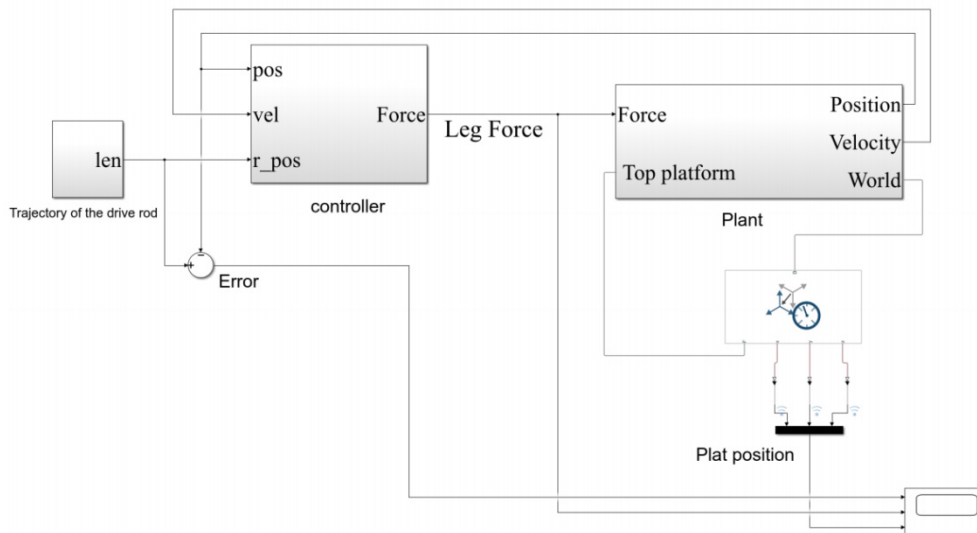 pos
vel
Force
r_pos
Leg Force
len
Trajectory of the drive rod
controller
Error
Force
Position
Velocity
Top platform
World
Plant
Plat position